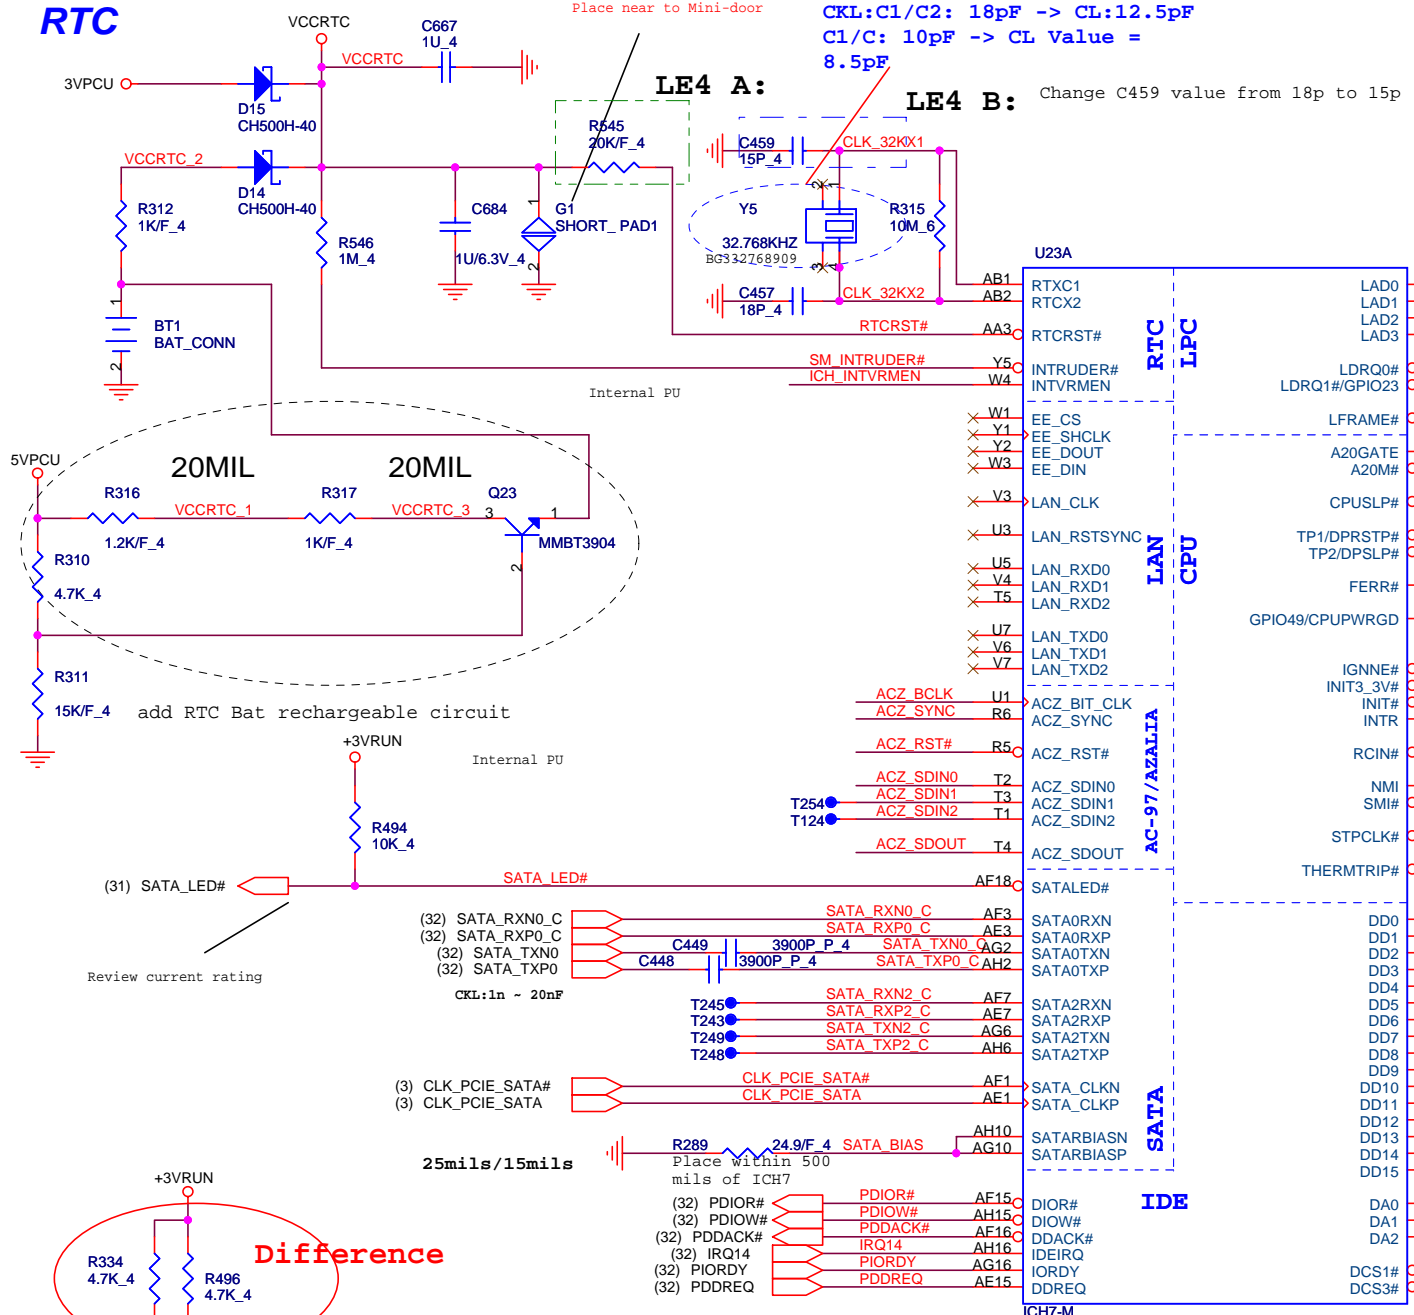 RTC
Place near to Mini-door
CKL:C1/C2: 18pF -> CL:12.5pF
C1/C: 10pF -> CL Value =
8.5pF
VCCRTC
C667
1U_4
VCCRTC
3VPCU
D15
CH500H-40
LE4 A:
LE4 B:
Change C459 value from 18p to 15p
R545
20K/F_4
VCCRTC_2
D14
CH500H-40
C459
15P_4
CLK_32KX1
R312
1K/F_4
R546
1M_4
C684
1U/6.3V_4
1
G1
SHORT_ PAD1
2
Y5
32.768KHZ
BG332768909
2
1
3
4
R315
10M_6
C457
18P_4
CLK_32KX2
1
BT1
BAT_CONN
2
U23A
AB1 RTXC1
AB2 RTCX2
RTCRST# AA3 RTCRST#
SM_INTRUDER# Y5 INTRUDER#
ICH_INTVRMEN W4 INTVRMEN
Internal PU
RTC
LPC
LAD0
LAD1
LAD2
LAD3
LDRQ0#
LDRQ1#/GPIO23
LFRAME#
W1 EE_CS
Y1 EE_SHCLK
Y2 EE_DOUT
W3 EE_DIN
V3 LAN_CLK
U3 LAN_RSTSYNC
U5 LAN_RXD0
V4 LAN_RXD1
T5 LAN_RXD2
U7 LAN_TXD0
V6 LAN_TXD1
V7 LAN_TXD2
LAN
CPU
A20GATE
A20M#
CPUSLP#
TP1/DPRSTP#
TP2/DPSLP#
FERR#
GPIO49/CPUPWRGD
IGNNE#
INIT3_3V#
INIT#
INTR
RCIN#
NMI
SMI#
STPCLK#
THERMTRIP#
5VPCU
20MIL
20MIL
R316
1.2K/F_4
VCCRTC_1
R317
1K/F_4
VCCRTC_3
Q23
3
1
2
MMBT3904
R310
4.7K_4
R311
15K/F_4
add RTC Bat rechargeable circuit
ACZ_BCLK U1 ACZ_BIT_CLK
ACZ_SYNC R6 ACZ_SYNC
ACZ_RST# R5 ACZ_RST#
ACZ_SDIN0 T2 ACZ_SDIN0
T254 ACZ_SDIN1 T3 ACZ_SDIN1
T124 ACZ_SDIN2 T1 ACZ_SDIN2
ACZ_SDOUT T4 ACZ_SDOUT
AC-97/AZALIA
+3VRUN
Internal PU
R494
10K_4
(31) SATA_LED# SATA_LED# AF18 SATALED#
Review current rating
(32) SATA_RXN0_C SATA_RXN0_C AF3 SATA0RXN
(32) SATA_RXP0_C SATA_RXP0_C AE3 SATA0RXP
(32) SATA_TXN0 C449 3900P_P_4 SATA_TXN0_C AG2 SATA0TXN
(32) SATA_TXP0 C448 3900P_P_4 SATA_TXP0_C AH2 SATA0TXP
CKL:1n ~ 20nF
T245 SATA_RXN2_C AF7 SATA2RXN
T243 SATA_RXP2_C AE7 SATA2RXP
T249 SATA_TXN2_C AG6 SATA2TXN
T248 SATA_TXP2_C AH6 SATA2TXP
(3) CLK_PCIE_SATA# CLK_PCIE_SATA# AF1 SATA_CLKN
(3) CLK_PCIE_SATA CLK_PCIE_SATA AE1 SATA_CLKP
SATA
AH10 SATARBIASN
R289 24.9/F_4 SATA_BIAS AG10 SATARBIASP
25mils/15mils
Place within 500
mils of ICH7
DD0
DD1
DD2
DD3
DD4
DD5
DD6
DD7
DD8
DD9
DD10
DD11
DD12
DD13
DD14
DD15
IDE
(32) PDIOR# PDIOR# AF15 DIOR#
(32) PDIOW# PDIOW# AH15 DIOW#
(32) PDDACK# PDDACK# AF16 DDACK#
(32) IRQ14 IRQ14 AH16 IDEIRQ
(32) PIORDY PIORDY AG16 IORDY
(32) PDDREQ PDDREQ AE15 DDREQ
DA0
DA1
DA2
DCS1#
DCS3#
ICH7-M
+3VRUN
Difference
R334
4.7K_4
R496
4.7K_4